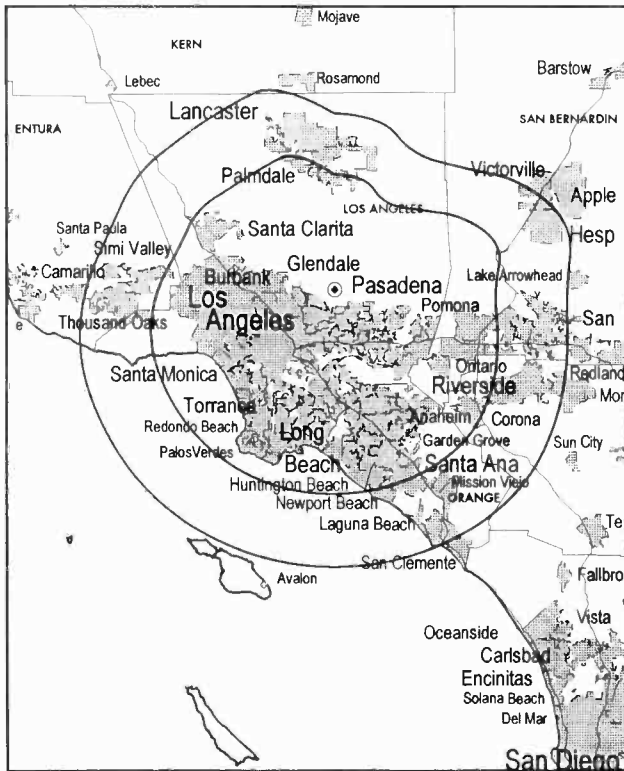 Mojave
KERN
Barstow
Lebec
Rosamond
Lancaster
SAN BERNARDIN
ENTURA
Victorville
Palmdale
Apple
LOS ANGELES
Santa Paula
Santa Clarita
Hesp
Simi Valley
Glendale
Camarillo
Burbank
Lake Arrowhead
Pasadena
Los
Angeles
Pomona
San
e
Thousand Oaks
Ontario
Santa Monica
Riverside
Redland
Mor
Torrance
Anaheim
Corona
Redondo Beach
Long
Beach
Garden Grove
Sun City
PalosVerdes
Santa Ana
Huntington Beach
Mission Viejo
ORANGE
Newport Beach
Laguna Beach
Te
San Clemente
Avalon
Fallbro
Vista
Oceanside
Carlsbad
Encinitas
Solana Beach
Del Mar
San Diego